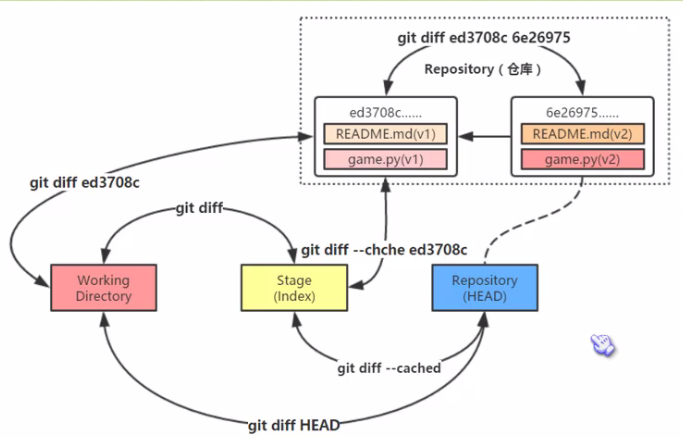 git diff ed3708c 6e26975
Repository ( 仓库 )
ed3708c......
README.md(v1)
game.py(v1)
6e26975......
README.md(v2)
game.py(v2)
git diff ed3708c
git diff
git diff --chche ed3708c
Working
Directory
Stage
(Index)
Repository
(HEAD)
git diff --cached
git diff HEAD